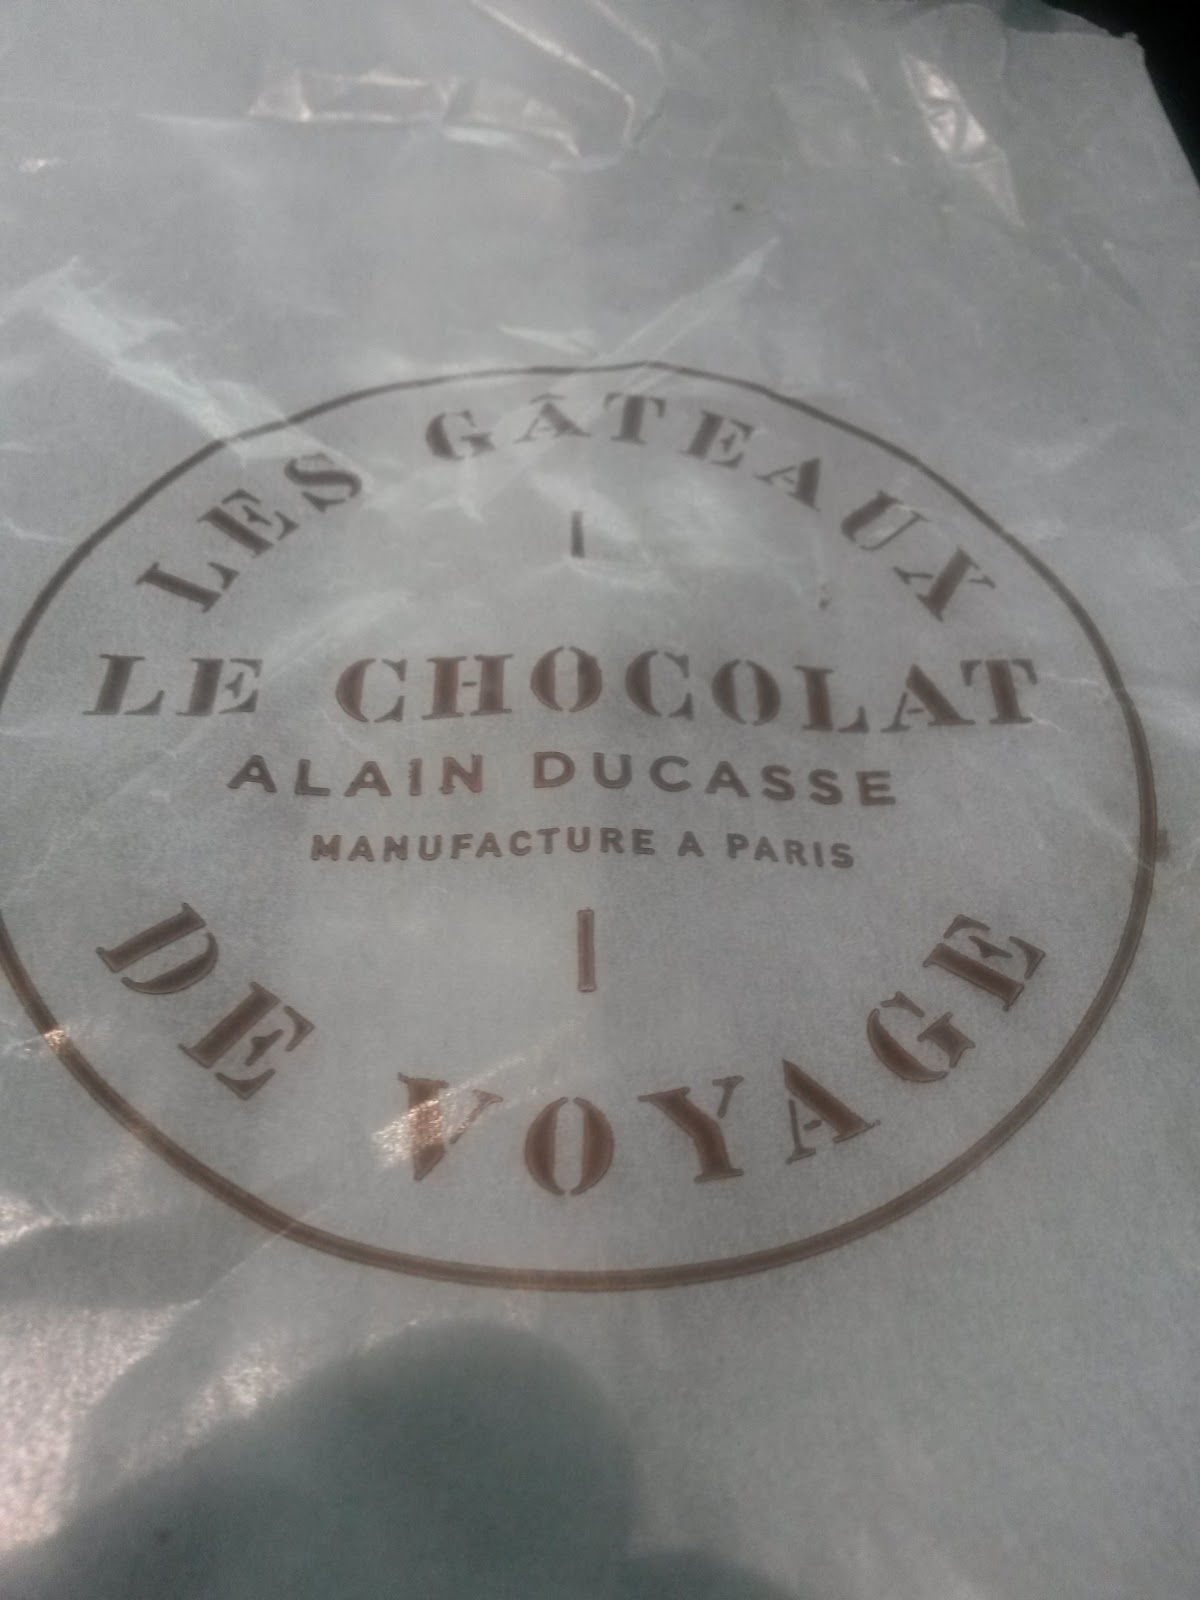 LES GÂTEAUX
LE CHOCOLAT
ALAIN DUCASSE
MANUFACTURE A PARIS
DE VOYAGE